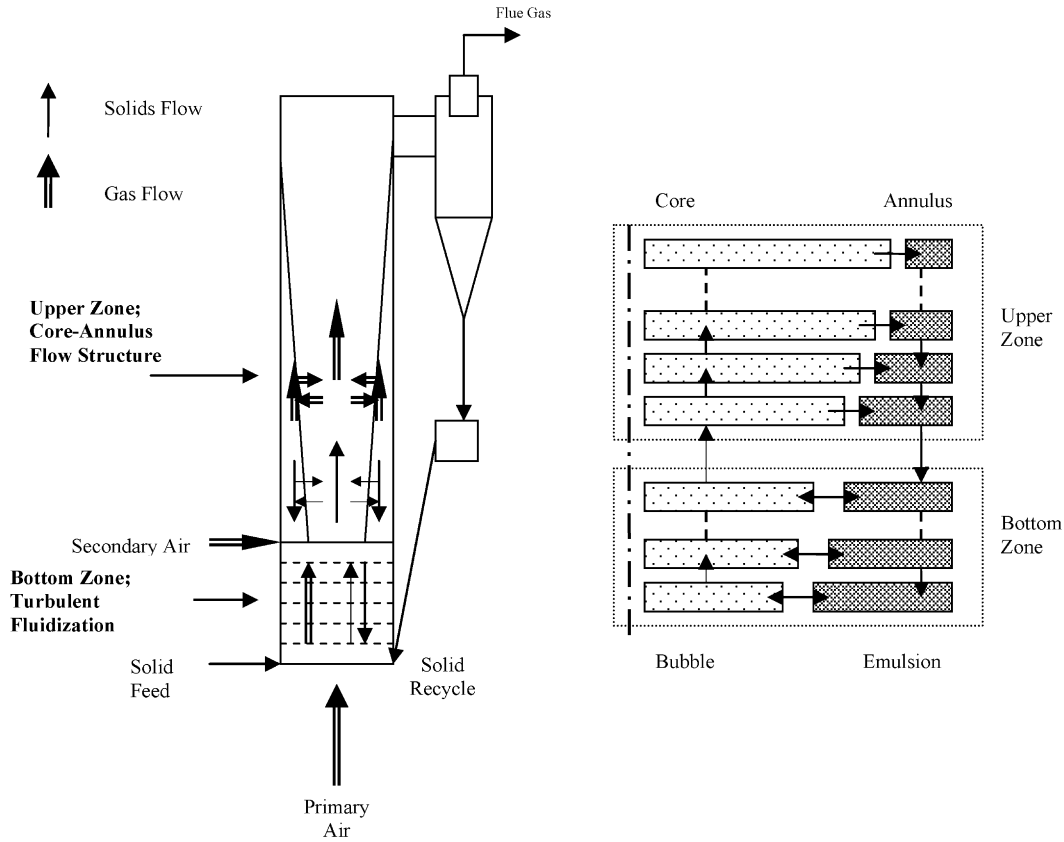 Flue Gas
Solids Flow
Gas Flow
Upper Zone;
Core-Annulus
Flow Structure
Secondary Air
Bottom Zone;
Turbulent
Fluidization
Solid
Feed
Solid
Recycle
Primary
Air
Core
Annulus
Upper
Zone
Bottom
Zone
Bubble
Emulsion